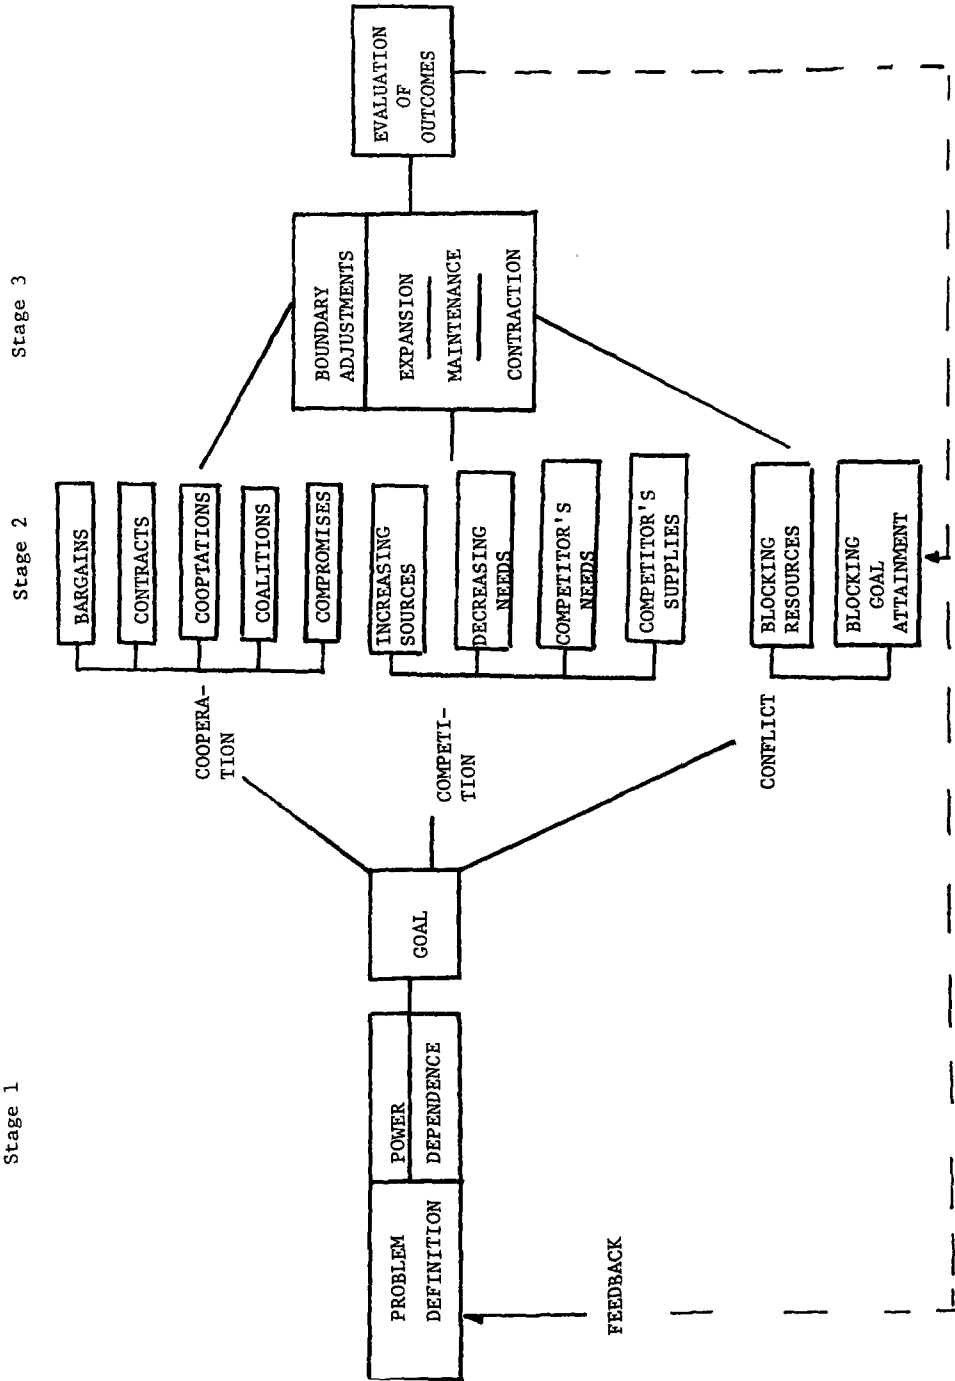 Stage 1
Stage 2
Stage 3
PROBLEM
DEFINITION
POWER
DEPENDENCE
GOAL
COOPERA-
TION
BARGAINS
CONTRACTS
COOPTATIONS
COALITIONS
COMPROMISES
COMPETI-
TION
INCREASING
SOURCES
DECREASING
NEEDS
COMPETITOR'S
NEEDS
COMPETITOR'S
SUPPLIES
CONFLICT
BLOCKING
RESOURCES
BLOCKING
GOAL
ATTAINMENT
BOUNDARY
ADJUSTMENTS
EXPANSION
MAINTENANCE
CONTRACTION
EVALUATION
OF
OUTCOMES
FEEDBACK